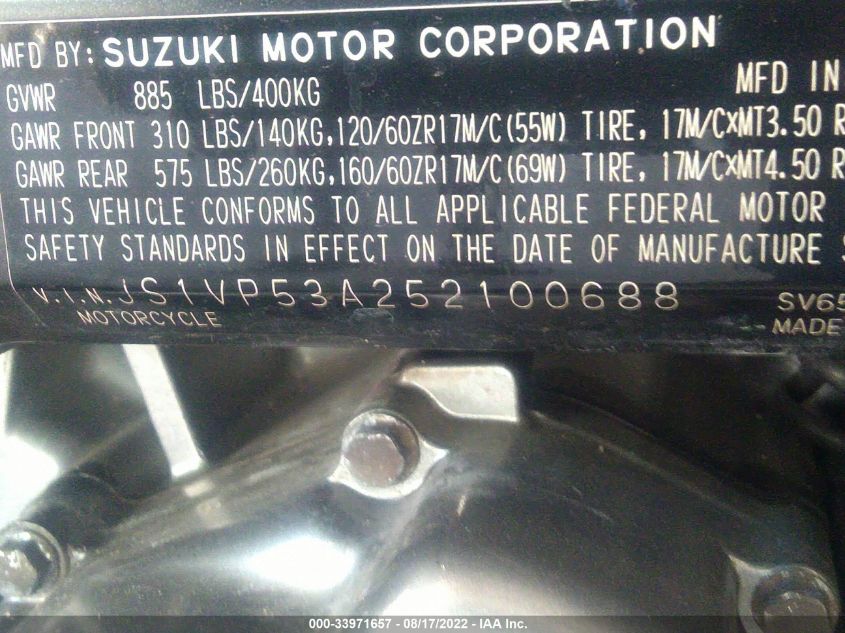 MFD BY: SUZUKI MOTOR CORPORATION
GVWR 885 LBS/400KG MFD IN
GAWR FRONT 310 LBS/140KG,120/60ZR17M/C(55W) TIRE, 17M/CxMT3.50 R
GAWR REAR 575 LBS/260KG,160/60ZR17M/C(69W) TIRE, 17M/CxMT4.50 R
THIS VEHICLE CONFORMS TO ALL APPLICABLE FEDERAL MOTOR
SAFETY STANDARDS IN EFFECT ON THE DATE OF MANUFACTURE S
V.I.N. JS1VP53A252100688 SV65
MOTORCYCLE MADE
000-33971657 - 08/17/2022 - IAA Inc.